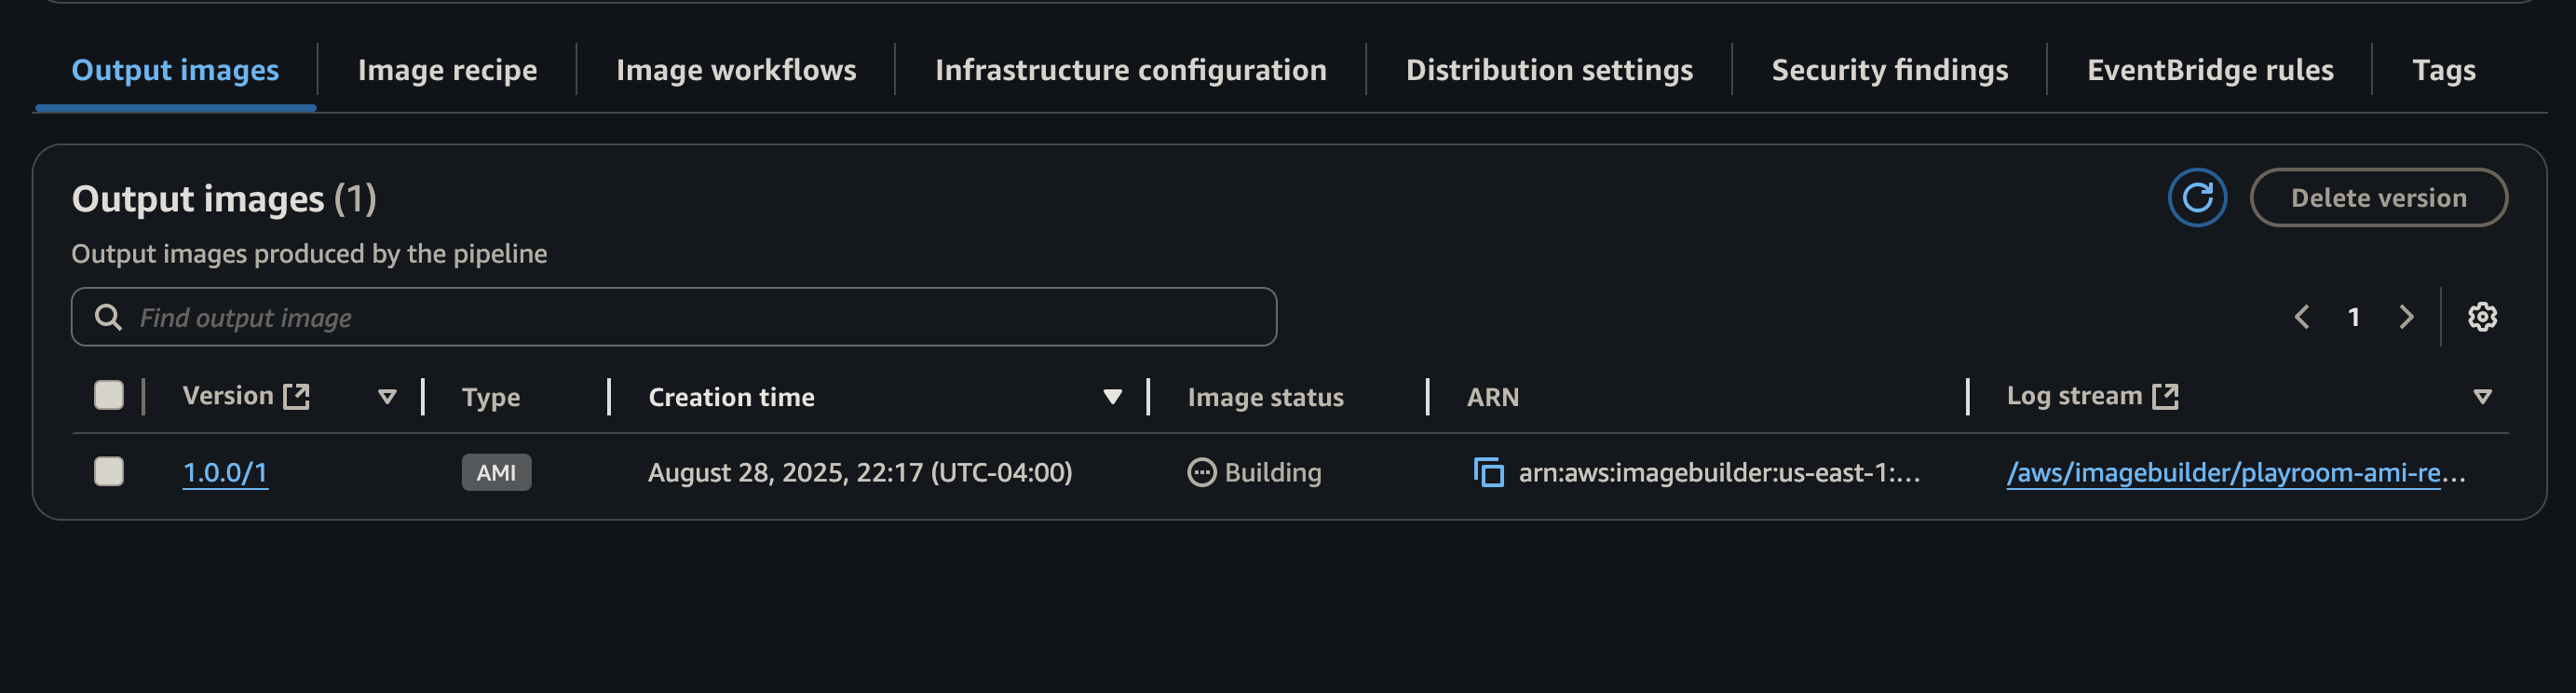 Output images Image recipe Image workflows Infrastructure configuration Distribution settings Security findings EventBridge rules Tags
Output images (1)
Delete version
Output images produced by the pipeline
Find output image
1
Version Type Creation time Image status ARN Log stream
1.0.0/1 AMI August 28, 2025, 22:17 (UTC-04:00) Building arn:aws:imagebuilder:us-east-1:... /aws/imagebuilder/playroom-ami-re...